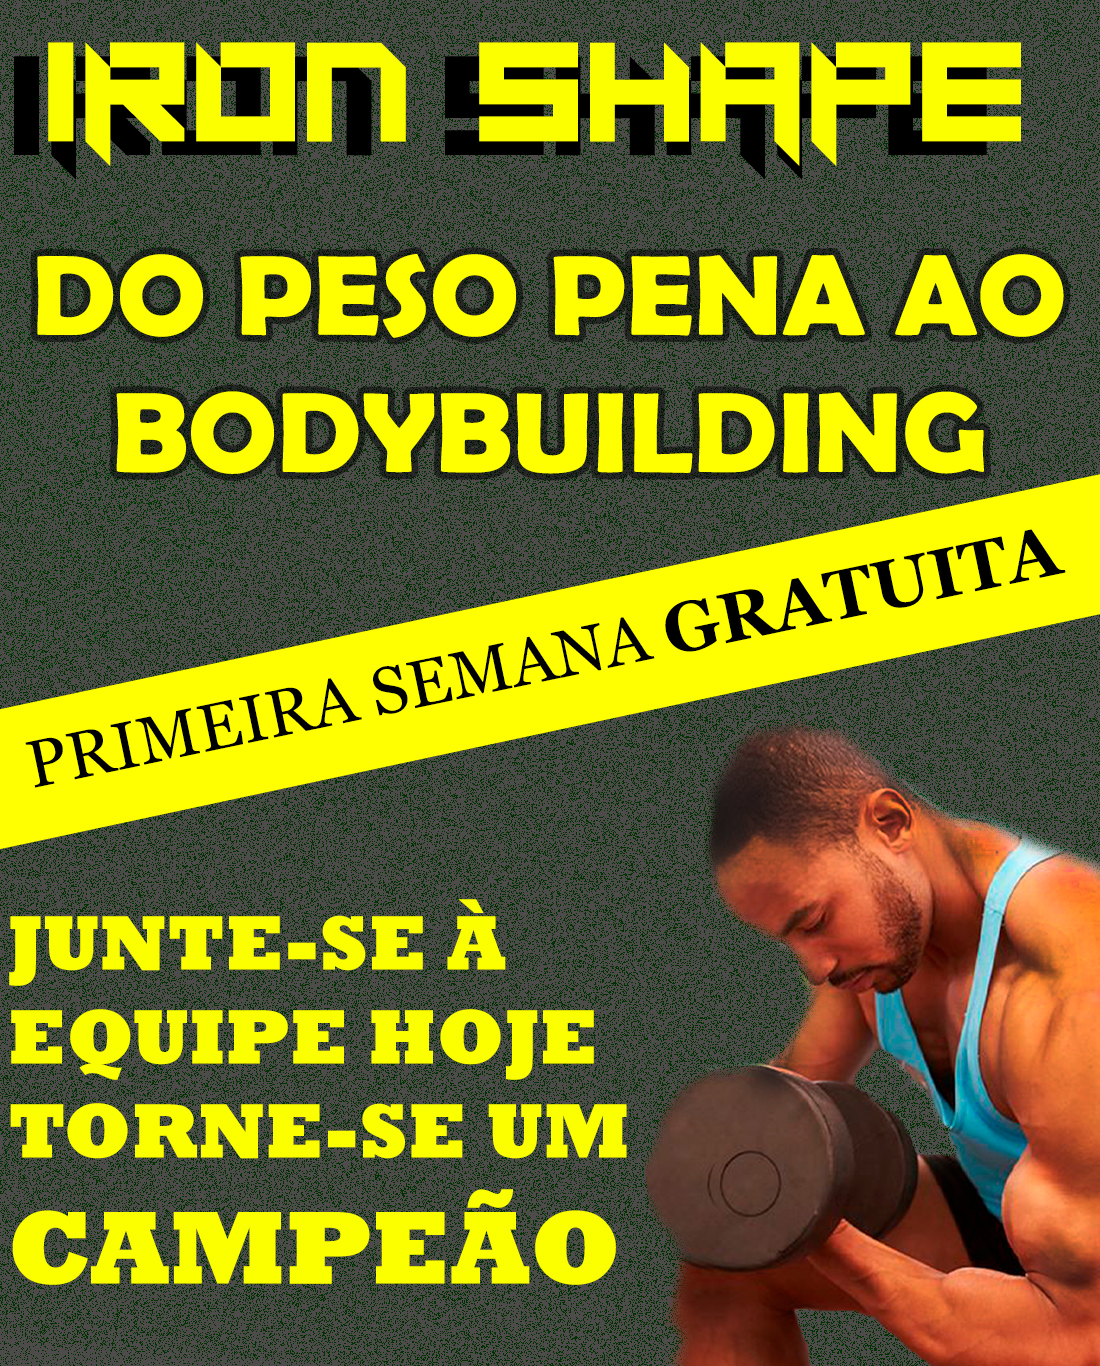 IRON SHAPE
DO PESO PENA AO
BODYBUILDING
PRIMEIRA SEMANA GRATUITA
JUNTE-SE À
EQUIPE HOJE
TORNE-SE UM
CAMPEÃO